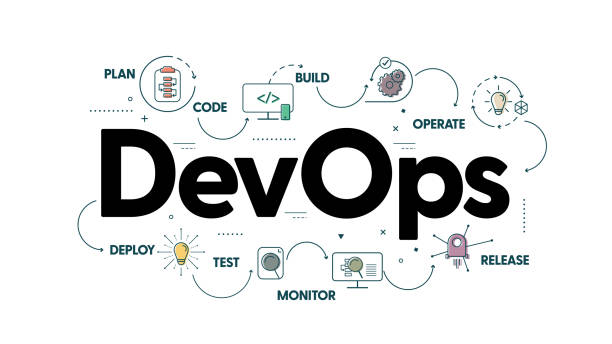 PLAN
CODE
</>
BUILD
OPERATE
DevOps
DEPLOY
TEST
MONITOR
RELEASE